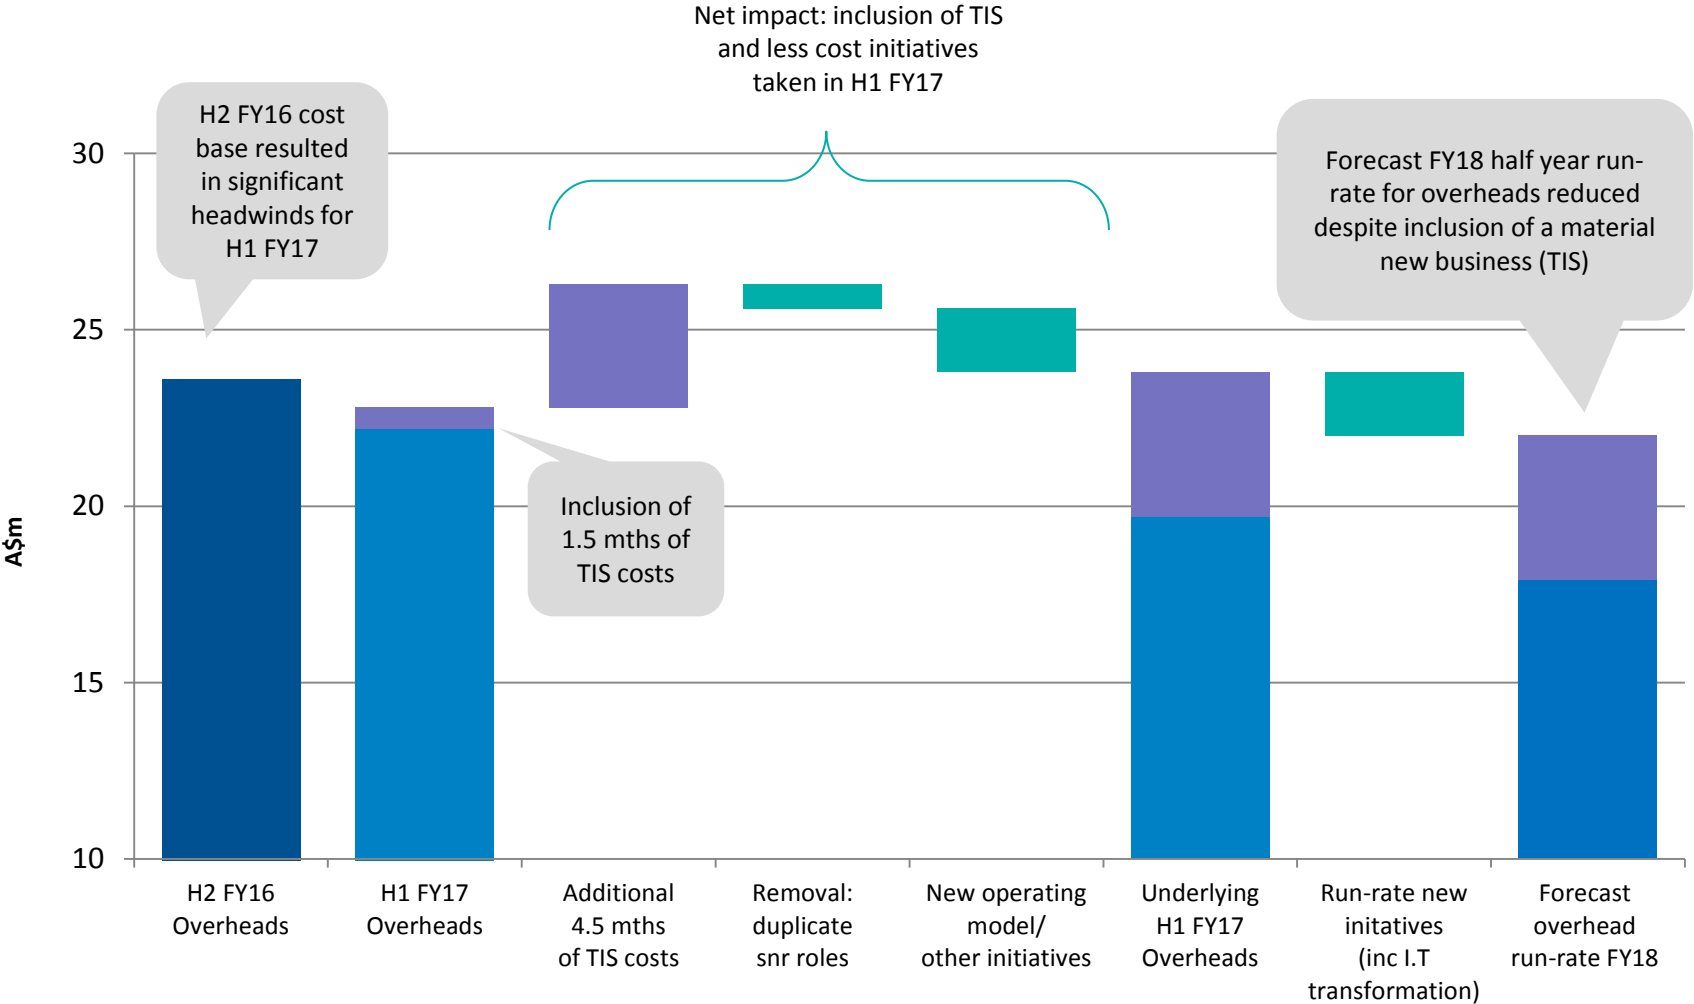 Net impact: inclusion of TIS
and less cost initiatives
taken in H1 FY17
H2 FY16 cost
base resulted
in significant
headwinds for
H1 FY17
Forecast FY18 half year run-
rate for overheads reduced
despite inclusion of a material
new business (TIS)
Inclusion of
1.5 mths of
TIS costs
A$m
30
25
20
15
10
H2 FY16
Overheads
H1 FY17
Overheads
Additional
4.5 mths
of TIS costs
Removal:
duplicate
snr roles
New operating
model/
other initiatives
Underlying
H1 FY17
Overheads
Run-rate new
initatives
(inc I.T
transformation)
Forecast
overhead
run-rate FY18